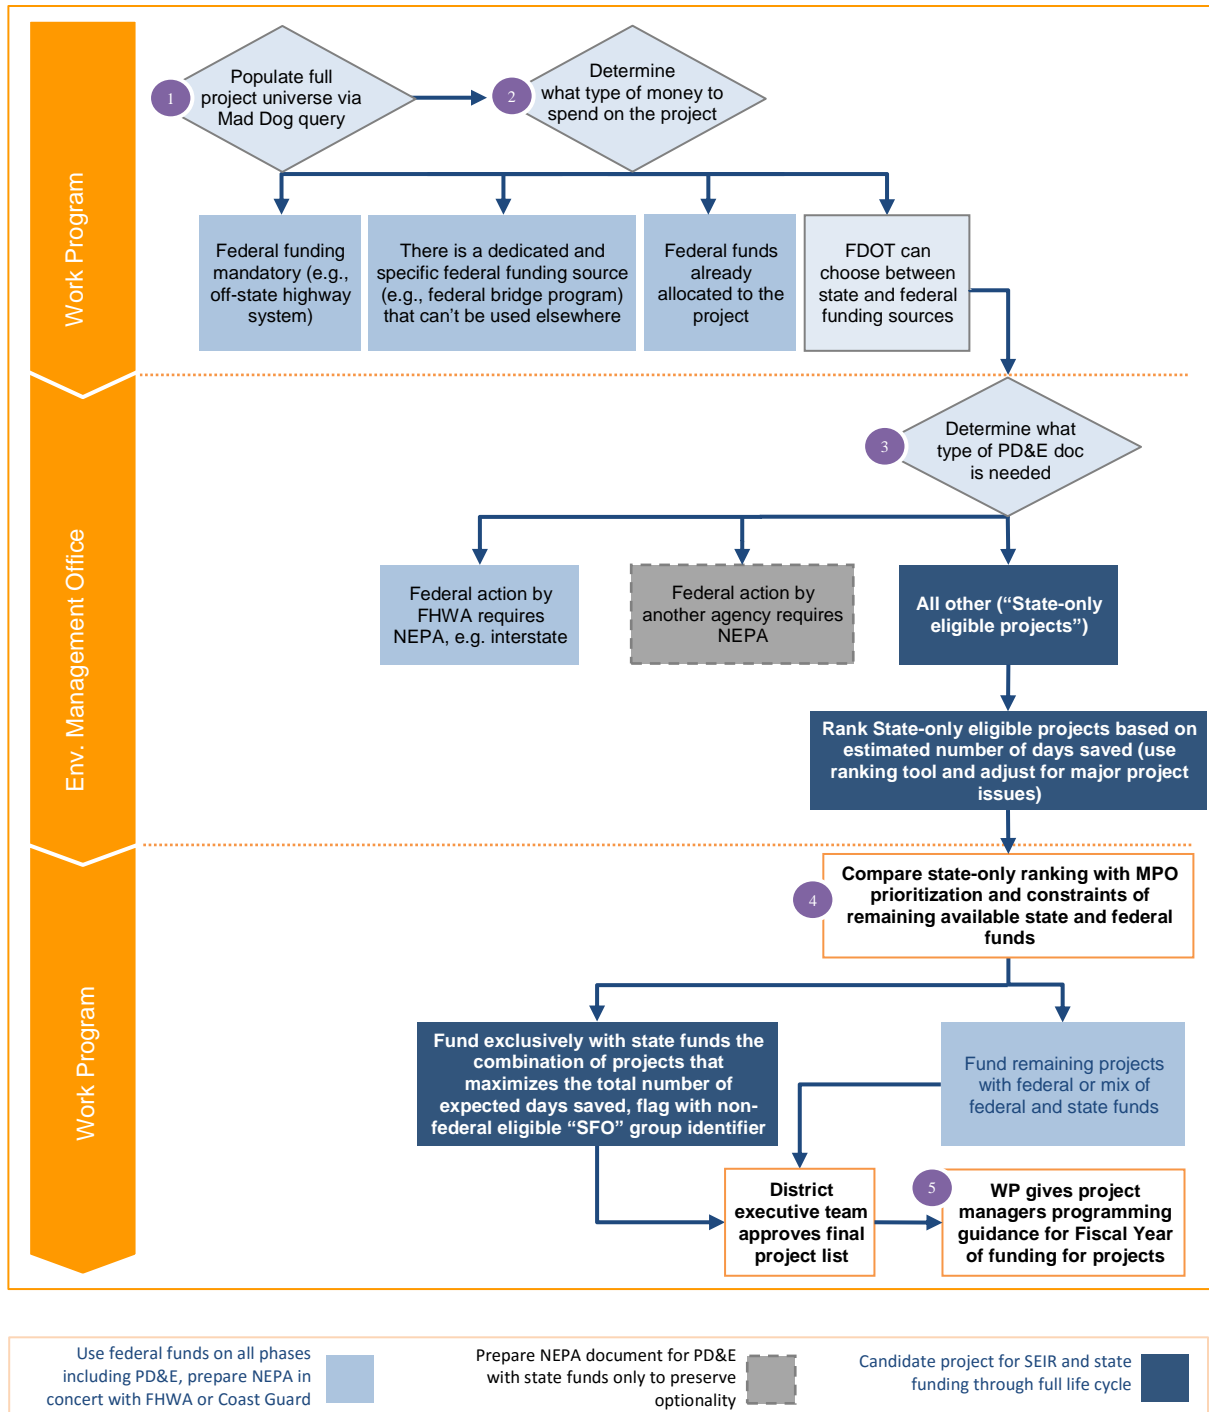 Work Program
1
Populate full
project universe via
Mad Dog query
2
Determine
what type of money to
spend on the project
Federal funding
mandatory (e.g.,
off-state highway
system)
There is a dedicated and
specific federal funding source
(e.g., federal bridge program)
that can’t be used elsewhere
Federal funds
already
allocated to the
project
FDOT can
choose between
state and federal
funding sources
Env. Management Office
3
Determine what
type of PD&E doc
is needed
Federal action by
FHWA requires
NEPA, e.g. interstate
Federal action by
another agency requires
NEPA
All other (“State-only
eligible projects”)
Rank State-only eligible projects based on
estimated number of days saved (use
ranking tool and adjust for major project
issues)
Work Program
4
Compare state-only ranking with MPO
prioritization and constraints of
remaining available state and federal
funds
Fund exclusively with state funds the
combination of projects that
maximizes the total number of
expected days saved, flag with non-
federal eligible “SFO” group identifier
Fund remaining projects
with federal or mix of
federal and state funds
District
executive team
approves final
project list
5
WP gives project
managers programming
guidance for Fiscal Year
of funding for projects
Use federal funds on all phases
including PD&E, prepare NEPA in
concert with FHWA or Coast Guard
Prepare NEPA document for PD&E
with state funds only to preserve
optionality
Candidate project for SEIR and state
funding through full life cycle